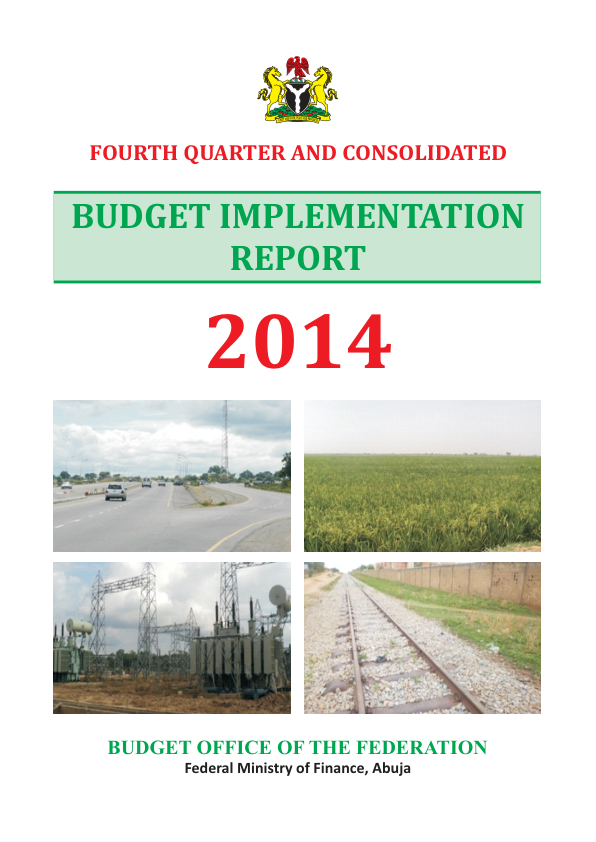 FOURTH QUARTER AND CONSOLIDATED
BUDGET IMPLEMENTATION
REPORT
2014
BUDGET OFFICE OF THE FEDERATION
Federal Ministry of Finance, Abuja